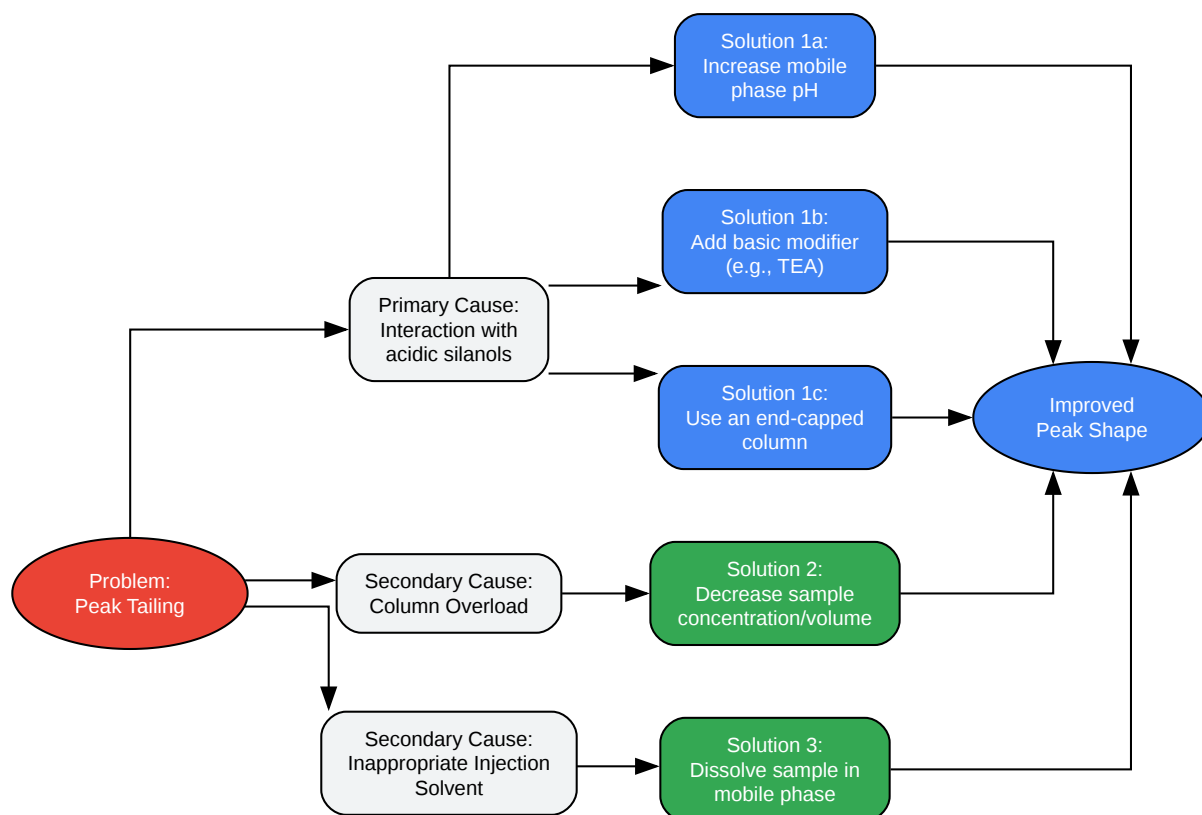 Solution 1a:
Increase mobile
phase pH
Solution 1b:
Add basic modifier
(e.g., TEA)
Primary Cause:
Interaction with
acidic silanols
Solution 1c:
Use an end-capped
column
Improved
Peak Shape
Problem:
Peak Tailing
Secondary Cause:
Column Overload
Solution 2:
Decrease sample
concentration/volume
Secondary Cause:
Inappropriate Injection
Solvent
Solution 3:
Dissolve sample in
mobile phase